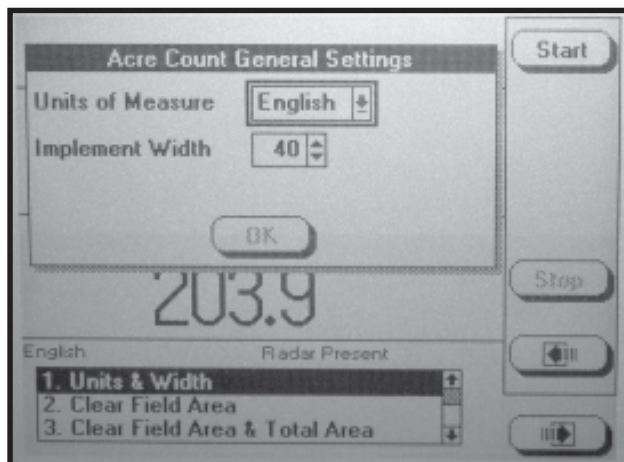 Acre Count General Settings
Units of Measure English
Implement Width 40
OK
203.9
English Radar Present
1. Units & Width
2. Clear Field Area
3. Clear Field Area & Total Area
Start
Stop